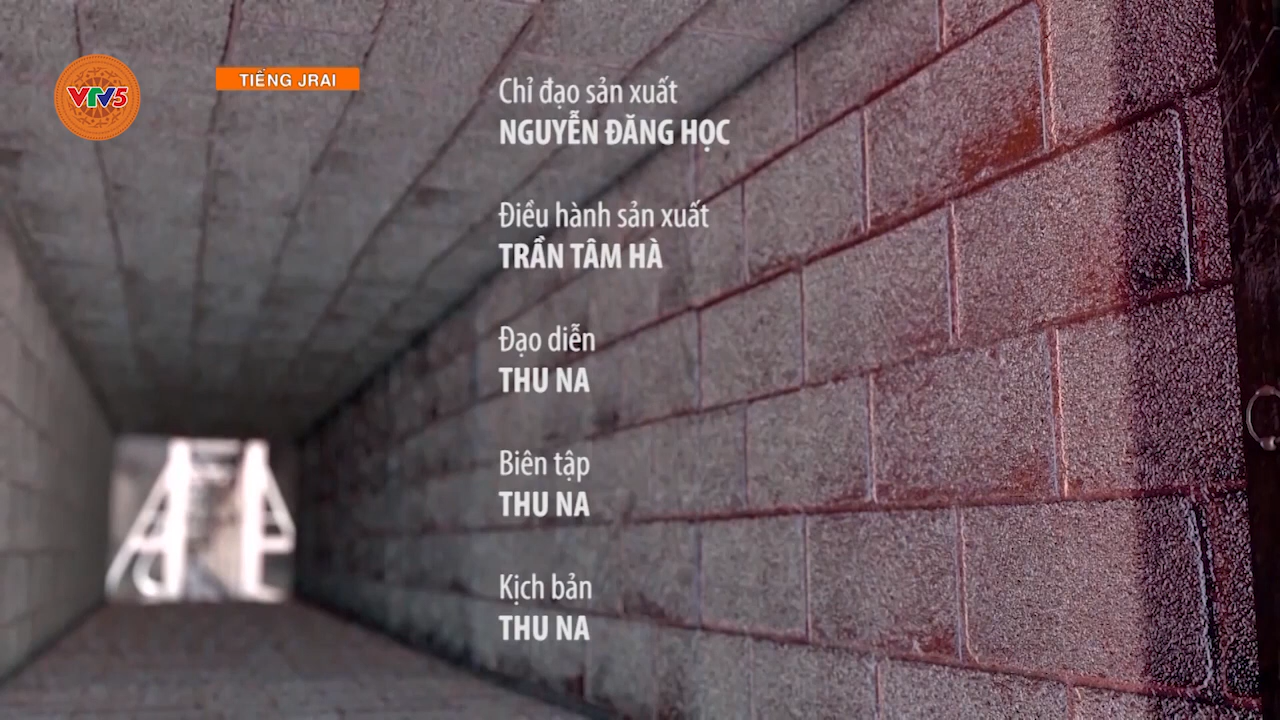 VTV5
TIẾNG JRAI
Chỉ đạo sản xuất
NGUYỄN ĐĂNG HỌC
Điều hành sản xuất
TRẦN TÂM HÀ
Đạo diễn
THU NA
Biên tập
THU NA
Kịch bản
THU NA